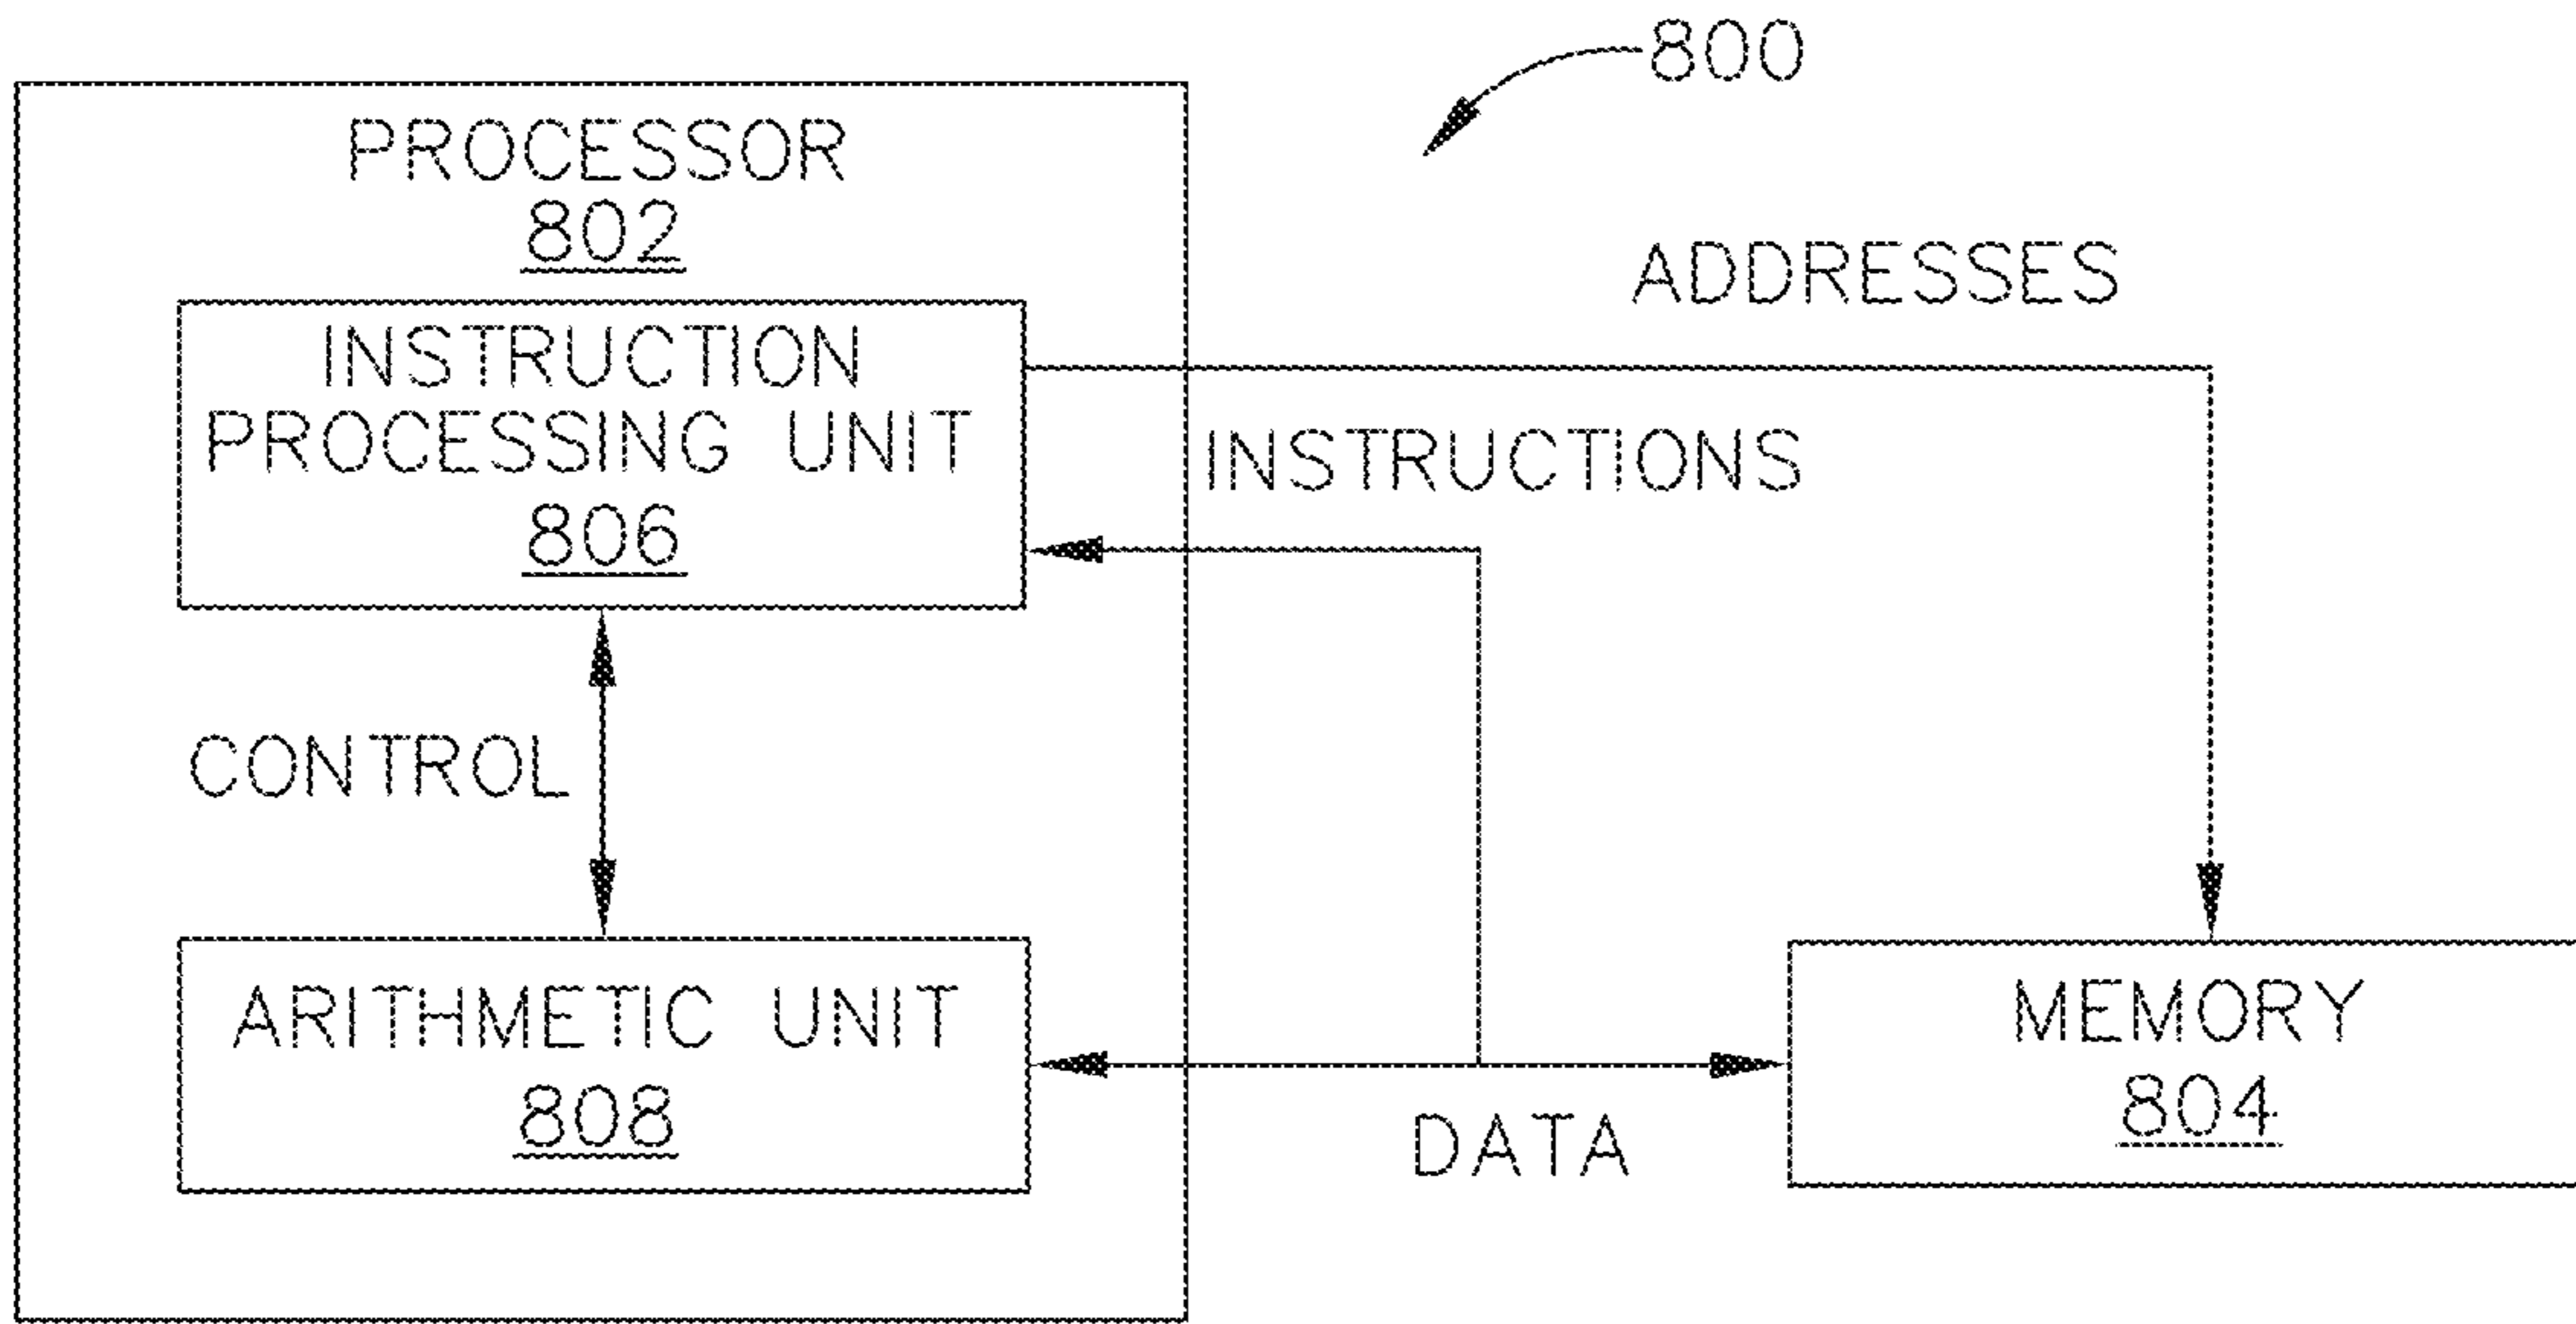 800
PROCESSOR
802
ADDRESSES
INSTRUCTION
PROCESSING UNIT
806
INSTRUCTIONS
CONTROL
ARITHMETIC UNIT
808
DATA
MEMORY
804